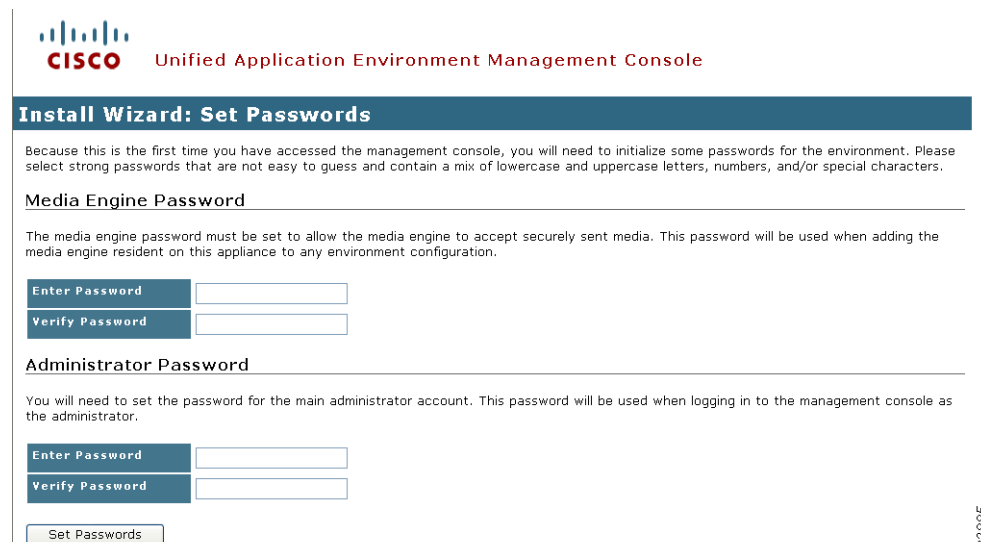 CISCO
Unified Application Environment Management Console
Install Wizard: Set Passwords
Because this is the first time you have accessed the management console, you will need to initialize some passwords for the environment. Please
select strong passwords that are not easy to guess and contain a mix of lowercase and uppercase letters, numbers, and/or special characters.
Media Engine Password
The media engine password must be set to allow the media engine to accept securely sent media. This password will be used when adding the
media engine resident on this appliance to any environment configuration.
Enter Password
Verify Password
Administrator Password
You will need to set the password for the main administrator account. This password will be used when logging in to the management console as
the administrator.
Enter Password
Verify Password
Set Passwords